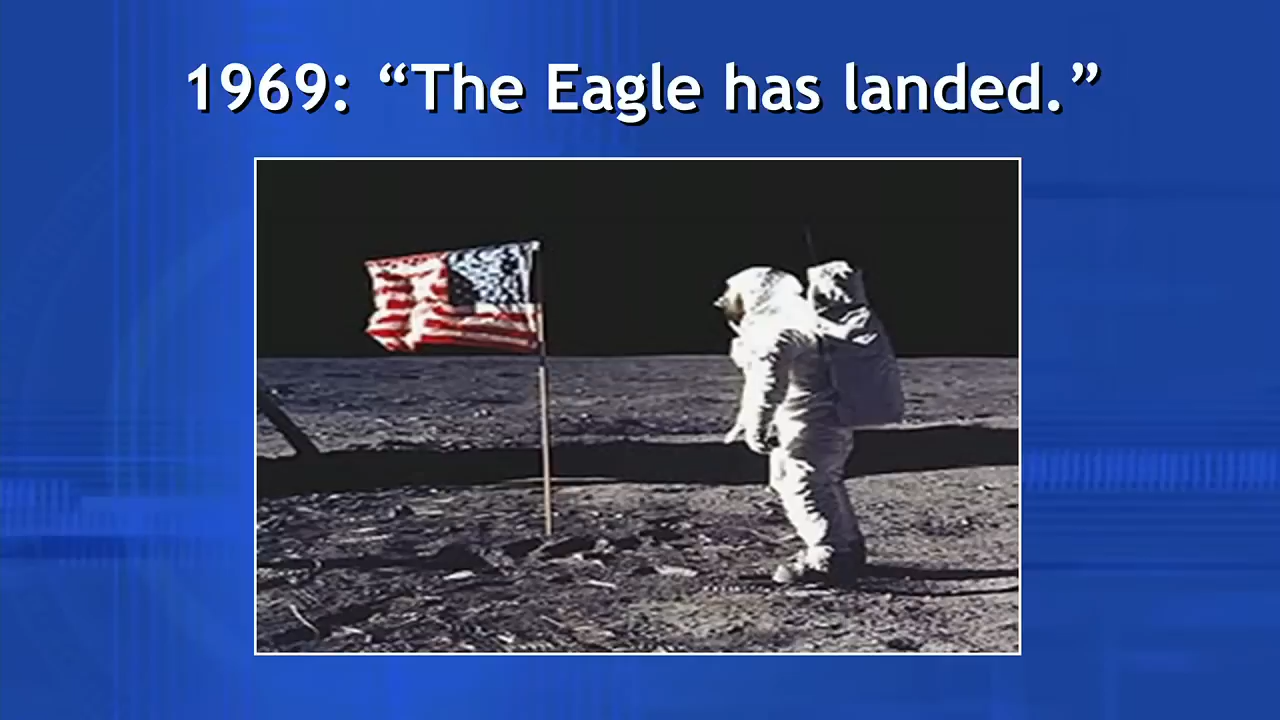 1969: “The Eagle has landed.”